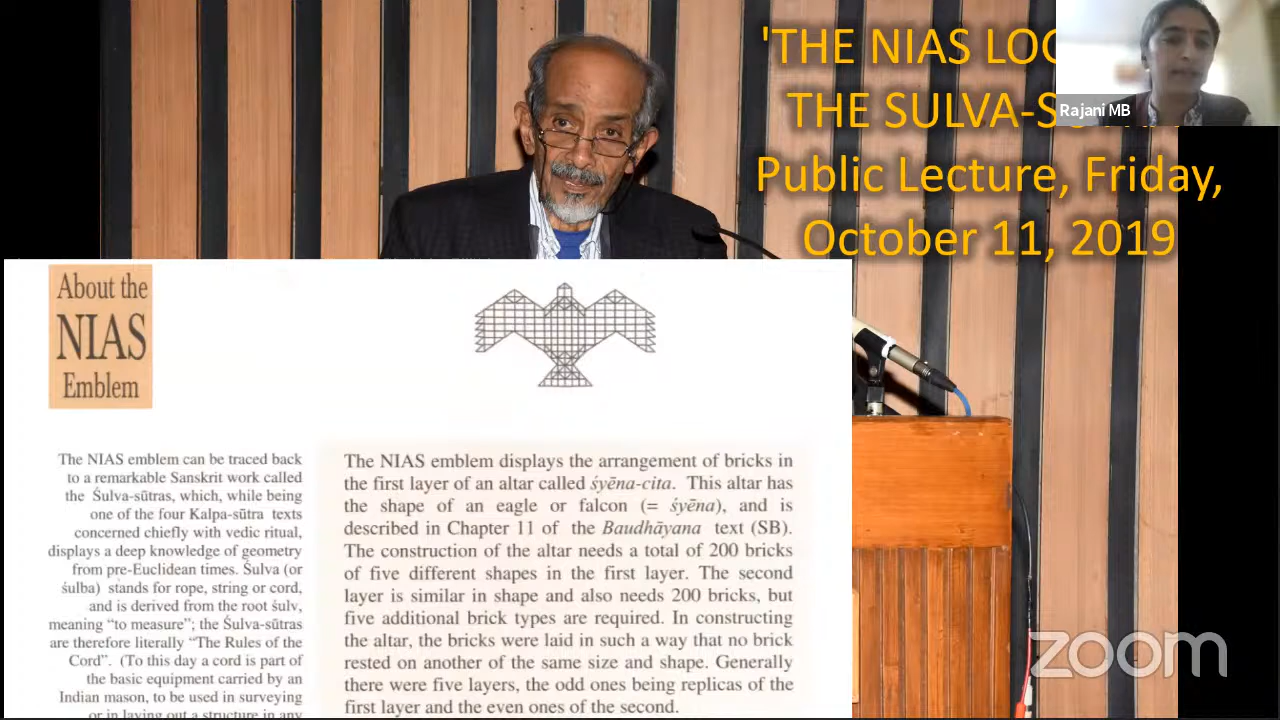 'THE NIAS
THE
Public Lecture, Friday,
October 11, 2019
Rajani MB
About the
NIAS
Emblem
The NIAS emblem can be traced back
to a remarkable Sanskrit work called
the Śulva-sūtras, which, while being
one of the four Kalpa-sūtra texts
concerned chiefly with vedic ritual,
displays a deep knowledge of geometry
from pre-Euclidean times. Śulva (or
śulba) stands for rope, string or cord,
and is derived from the root śulv,
meaning “to measure”; the Śulva-sūtras
are therefore literally “The Rules of the
Cord”. (To this day a cord is part of
the basic equipment carried by an
Indian mason, to be used in surveying
or in laying out a structure in any
The NIAS emblem displays the arrangement of bricks in
the first layer of an altar called śyēna-cita. This altar has
the shape of an eagle or falcon (= śyēna), and is
described in Chapter 11 of the Baudhāyana text (SB).
The construction of the altar needs a total of 200 bricks
of five different shapes in the first layer. The second
layer is similar in shape and also needs 200 bricks, but
five additional brick types are required. In constructing
the altar, the bricks were laid in such a way that no brick
rested on another of the same size and shape. Generally
there were five layers, the odd ones being replicas of the
first layer and the even ones of the second.
zoom